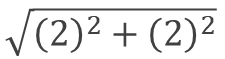 √(2)² + (2)²